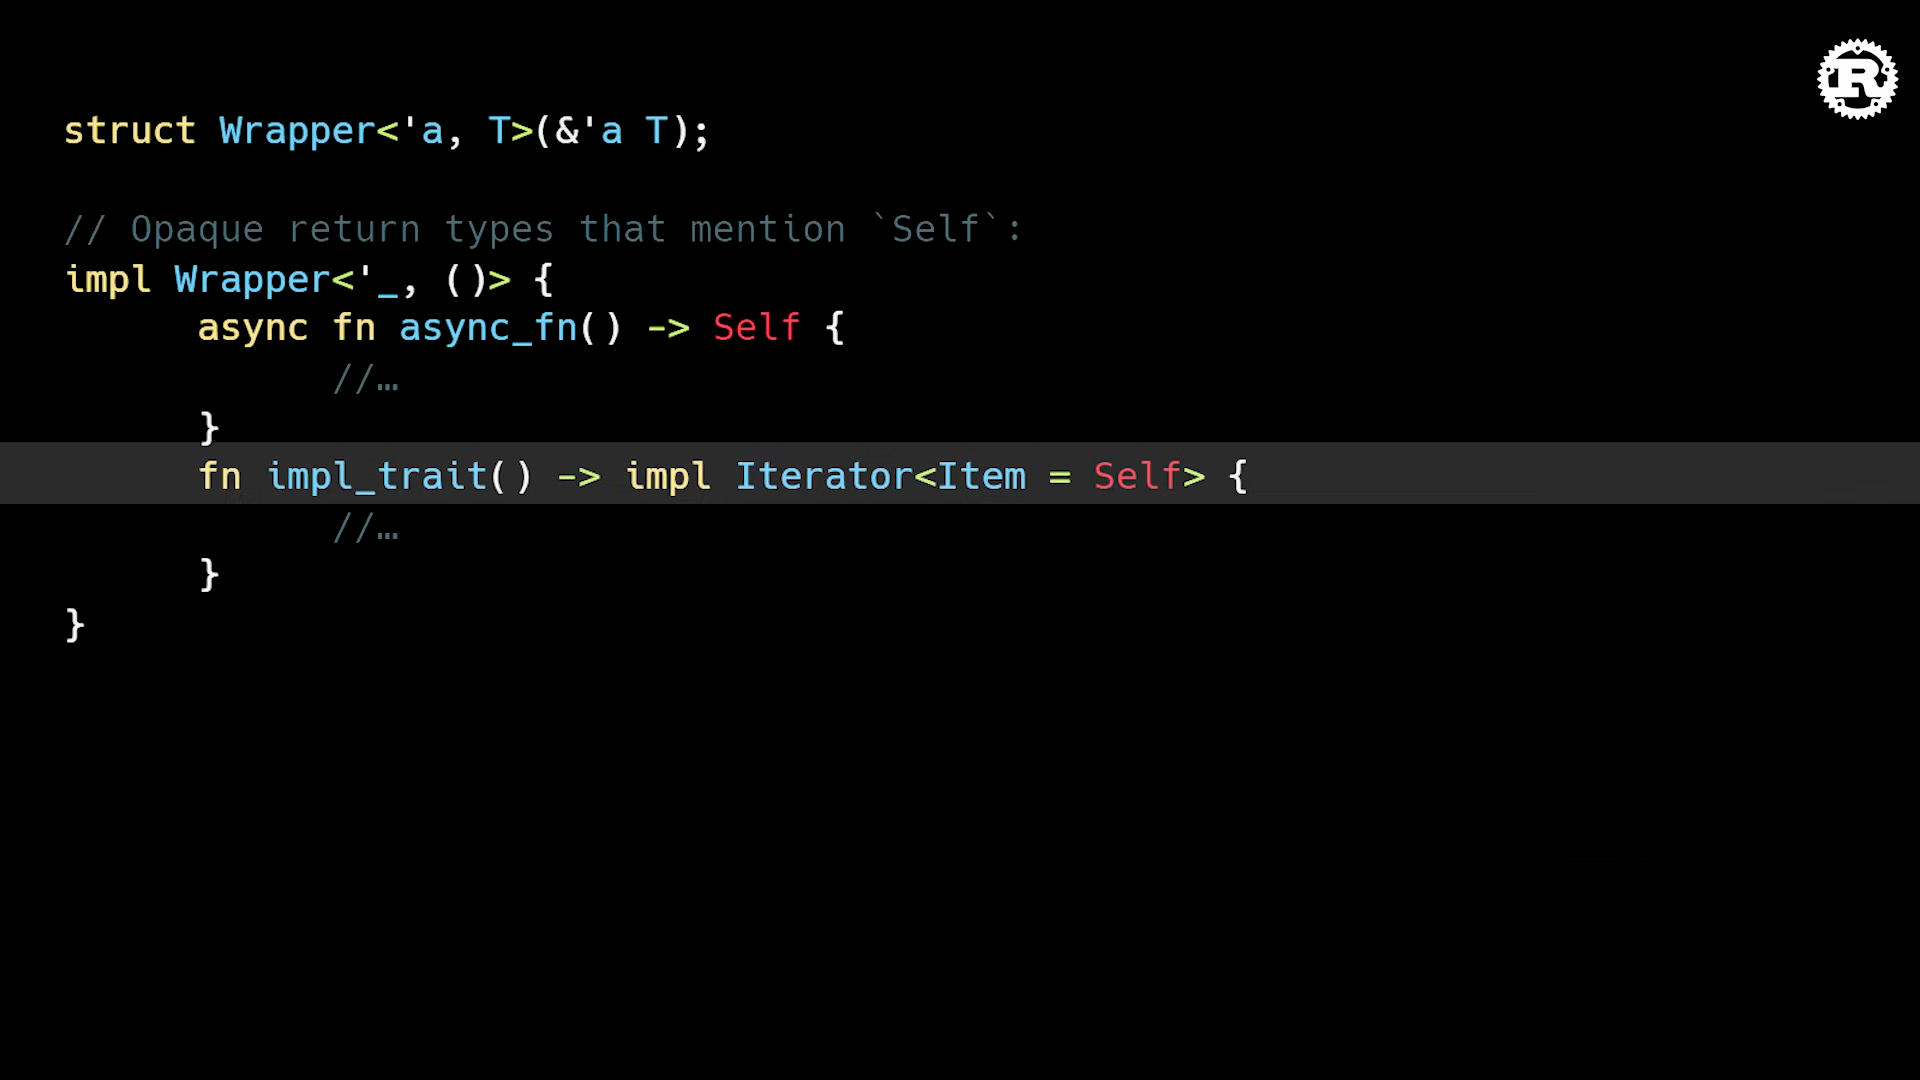 R
struct Wrapper<'a, T>(&'a T);
// Opaque return types that mention `Self`:
impl Wrapper<'_, ()> {
async fn async_fn() -> Self {
//…
}
fn impl_trait() -> impl Iterator<Item = Self> {
//…
}
}